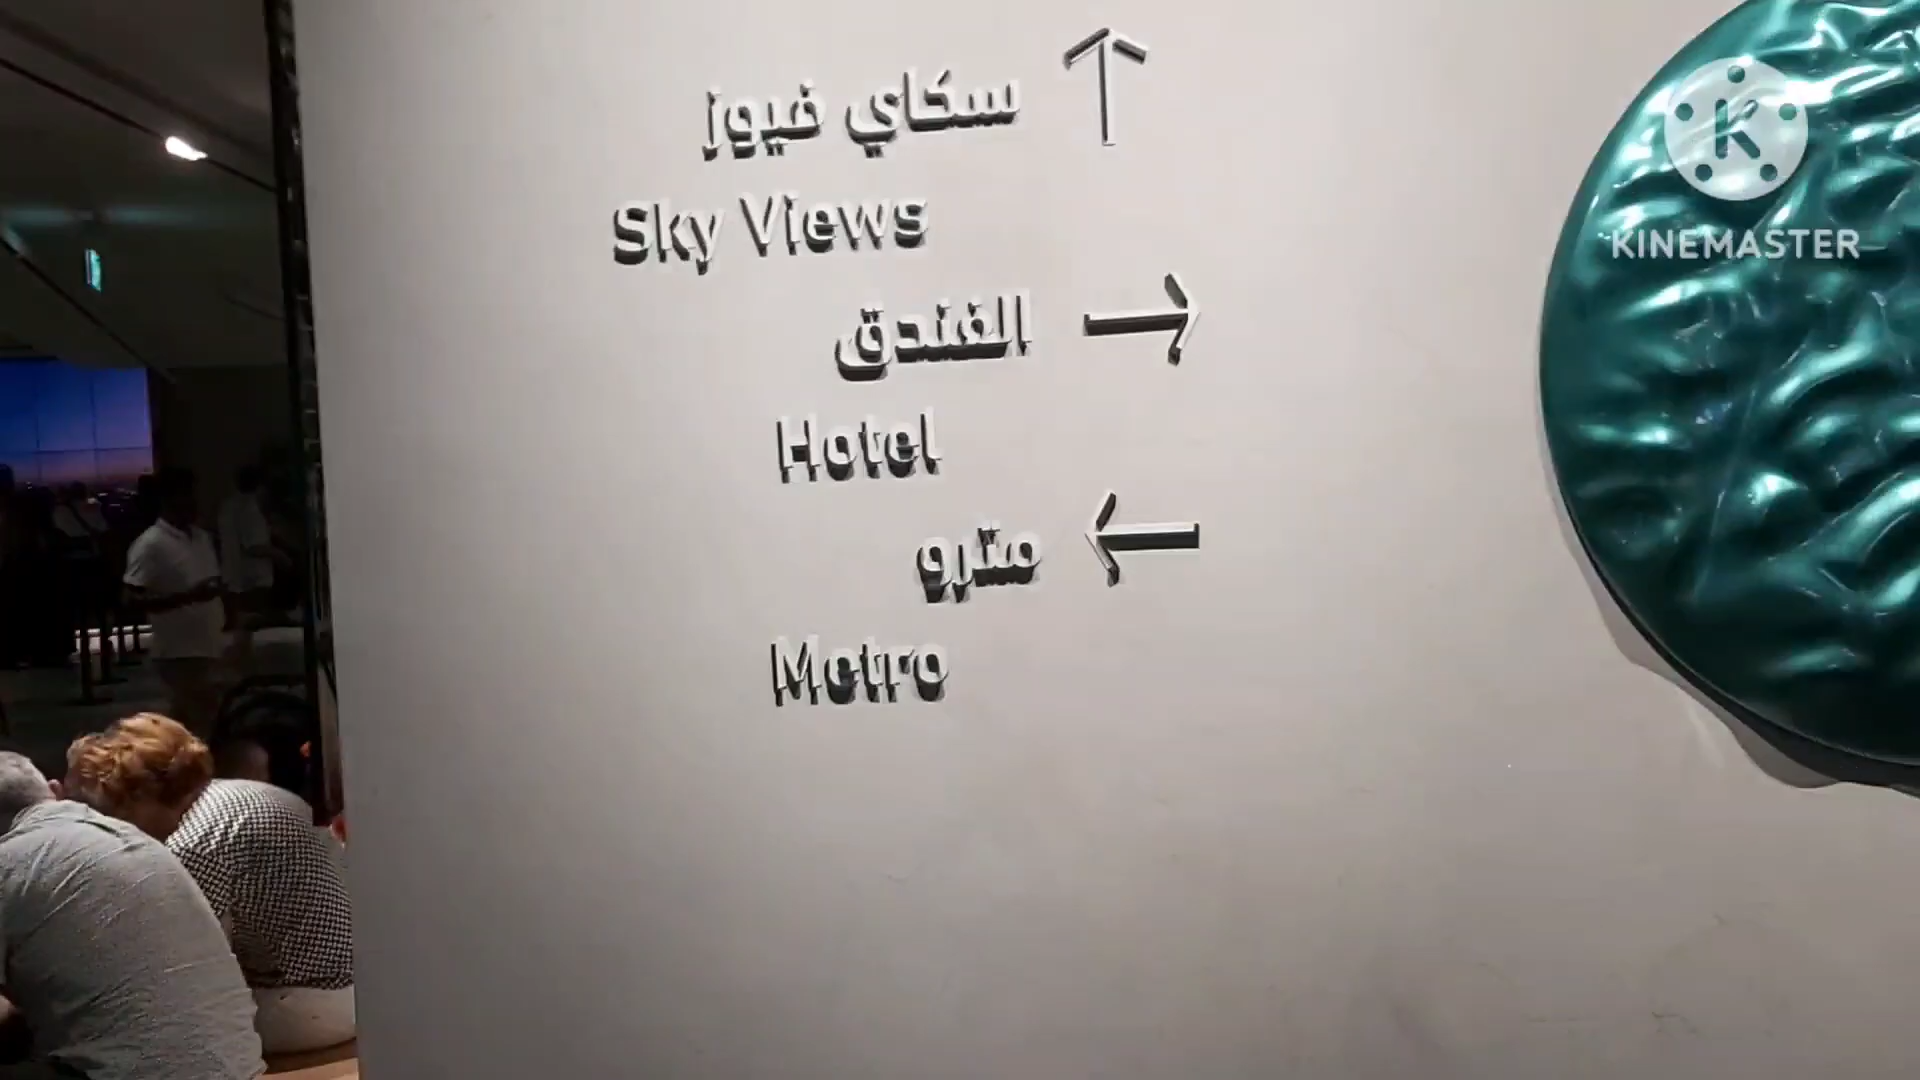 سكاي فيوز
Sky Views
الفندق
Hotel
مترو
Metro
K
KINEMASTER